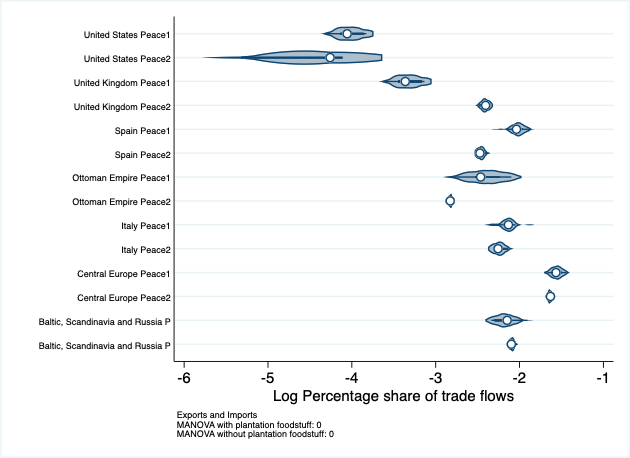 United States Peace1
United States Peace2
United Kingdom Peace1
United Kingdom Peace2
Spain Peace1
Spain Peace2
Ottoman Empire Peace1
Ottoman Empire Peace2
Italy Peace1
Italy Peace2
Central Europe Peace1
Central Europe Peace2
Baltic, Scandinavia and Russia P
Baltic, Scandinavia and Russia P
-6 -5 -4 -3 -2 -1
Log Percentage share of trade flows
Exports and Imports
MANOVA with plantation foodstuff: 0
MANOVA without plantation foodstuff: 0